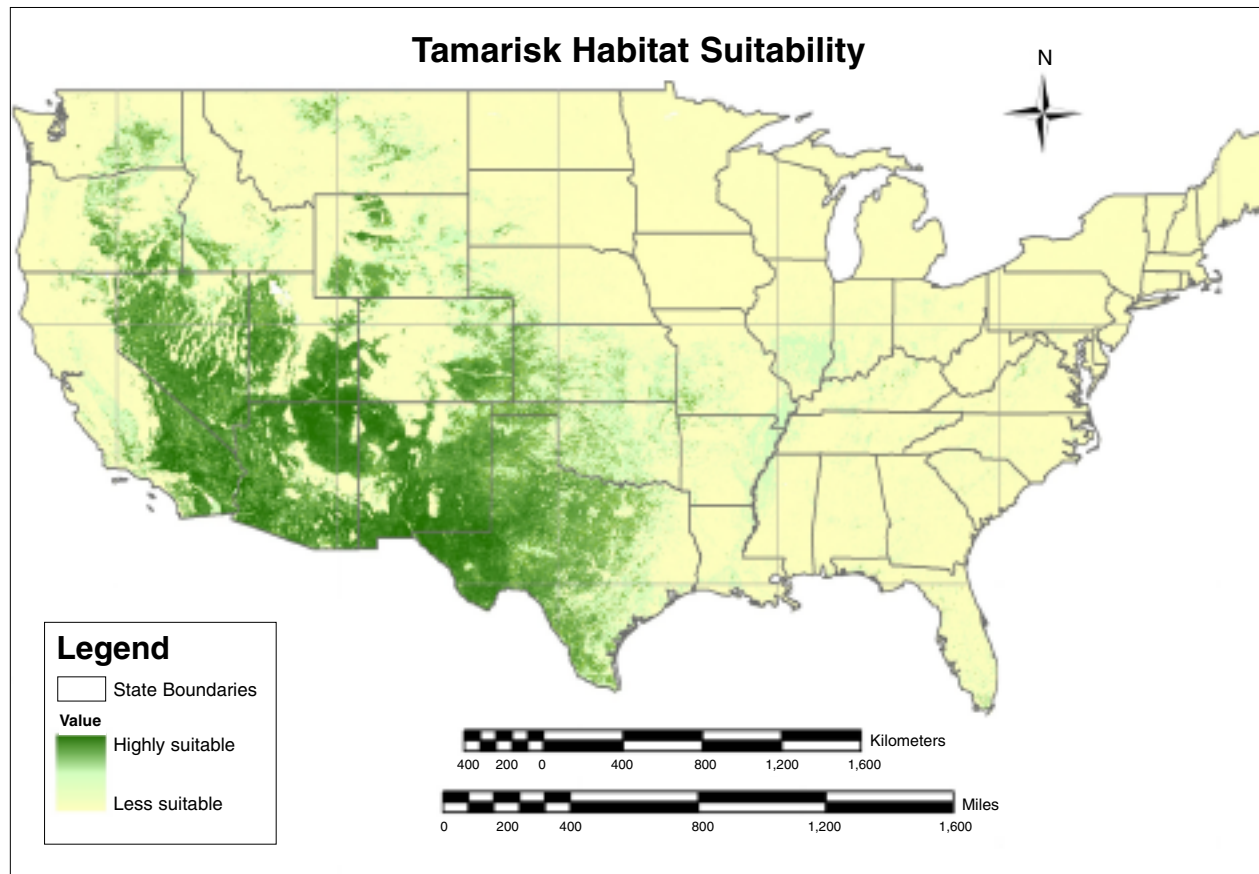 Tamarisk Habitat Suitability
N
Legend
State Boundaries
Value
Highly suitable
Less suitable
Kilometers
400 200 0 400 800 1,200 1,600
Miles
0 200 400 800 1,200 1,600